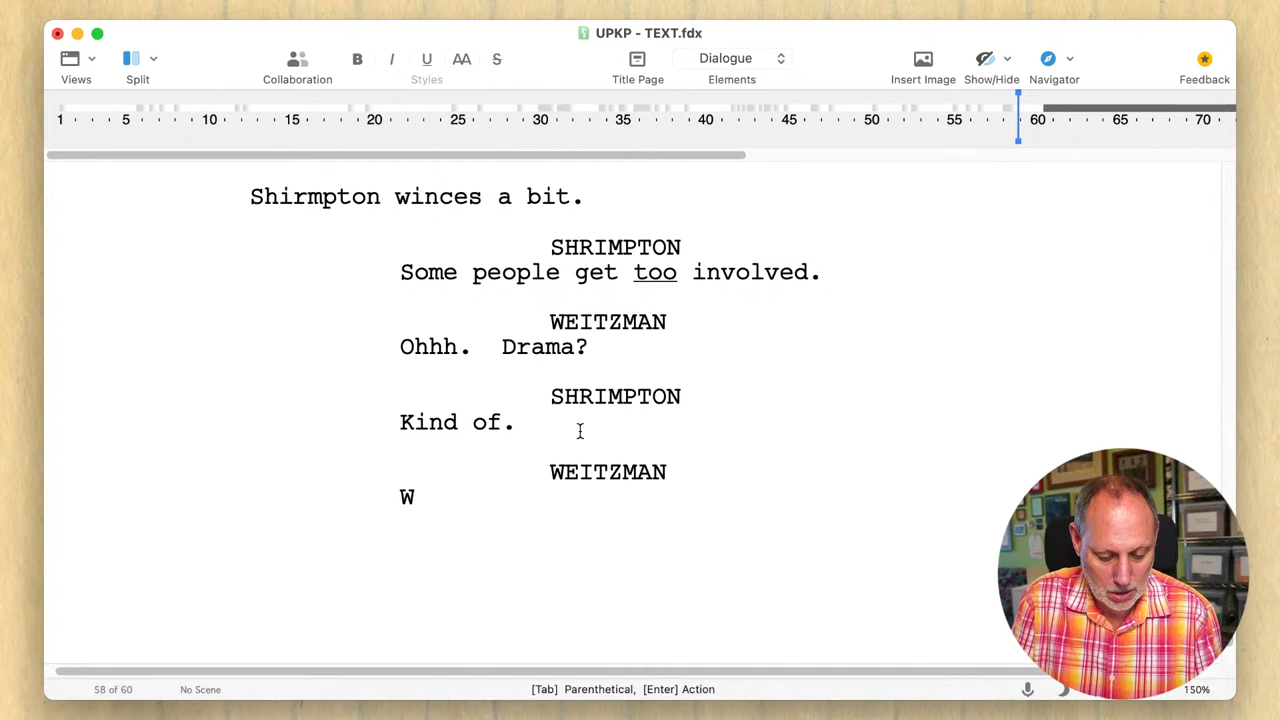 UPKP - TEXT.fdx
Dialogue
Views Split Collaboration B I U AA S Styles Title Page Elements Insert Image Show/Hide Navigator Feedback
1 5 10 15 20 25 30 35 40 45 50 55 60 65 70
Shirmpton winces a bit.
SHRIMPTON
Some people get too involved.
WEITZMAN
Ohhh.  Drama?
SHRIMPTON
Kind of.
WEITZMAN
W
58 of 60 No Scene [Tab] Parenthetical, [Enter] Action 150%